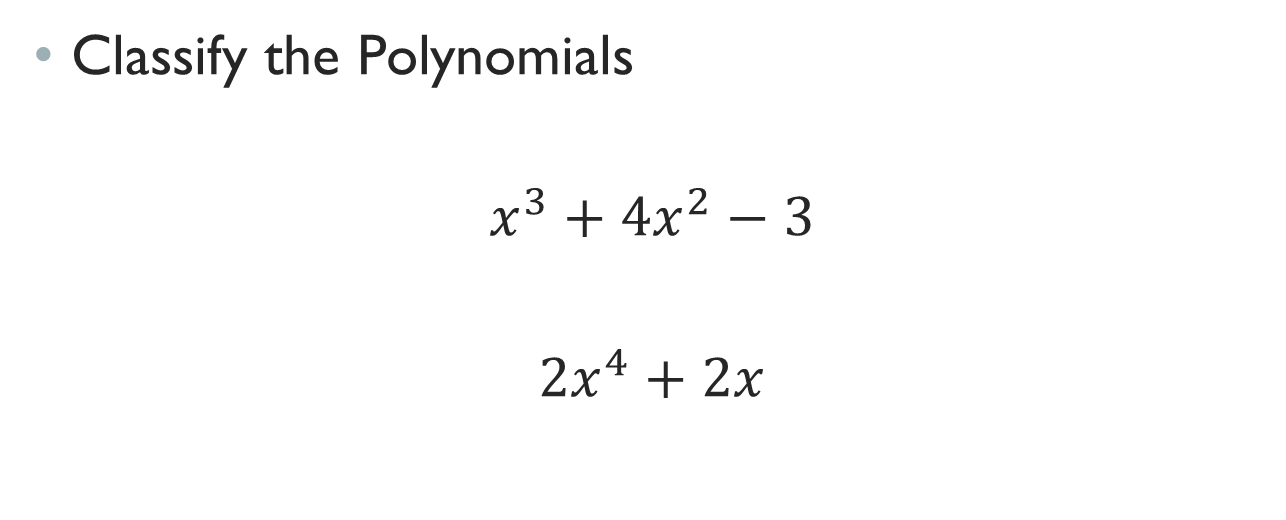 • Classify the Polynomials
x³ + 4x² − 3
2x⁴ + 2x